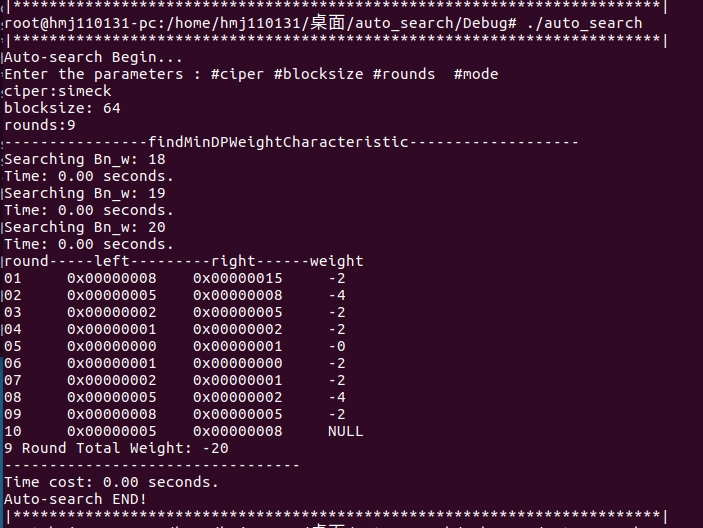 |***********************************************************************|
root@hmj110131-pc:/home/hmj110131/桌面/auto_search/Debug# ./auto_search
|***********************************************************************|
Auto-search Begin...
Enter the parameters : #ciper #blocksize #rounds  #mode
ciper:simeck
blocksize: 64
rounds:9
----------------findMinDPWeightCharacteristic-------------------
Searching Bn_w: 18
Time: 0.00 seconds.
Searching Bn_w: 19
Time: 0.00 seconds.
Searching Bn_w: 20
Time: 0.00 seconds.
round-----left---------right------weight
01     0x00000008    0x00000015     -2
02     0x00000005    0x00000008     -4
03     0x00000002    0x00000005     -2
04     0x00000001    0x00000002     -2
05     0x00000000    0x00000001     -0
06     0x00000001    0x00000000     -2
07     0x00000002    0x00000001     -2
08     0x00000005    0x00000002     -4
09     0x00000008    0x00000005     -2
10     0x00000005    0x00000008     NULL
9 Round Total Weight: -20
---------------------------------
Time cost: 0.00 seconds.
Auto-search END!
|***********************************************************************|